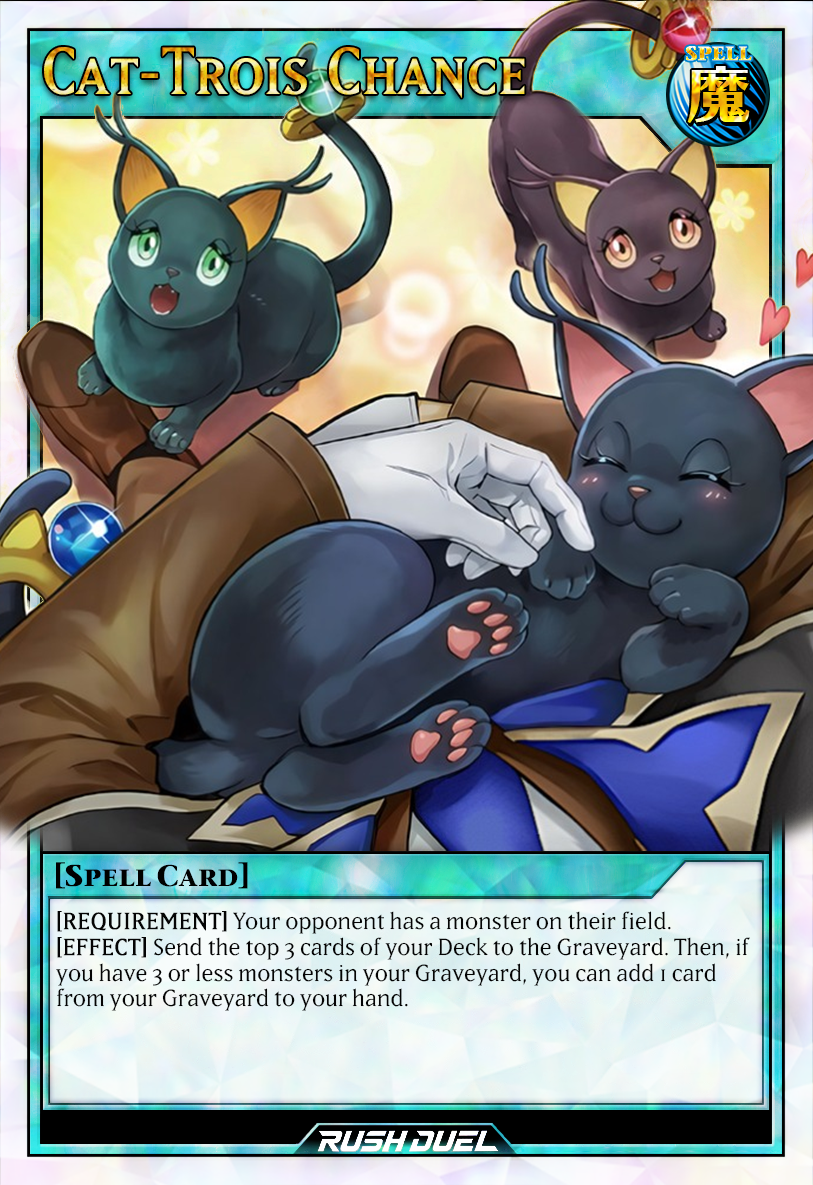 Cat-Trois Chance
SPELL
魔
[Spell Card]
[REQUIREMENT] Your opponent has a monster on their field.
[EFFECT] Send the top 3 cards of your Deck to the Graveyard. Then, if
you have 3 or less monsters in your Graveyard, you can add 1 card
from your Graveyard to your hand.
RUSH DUEL